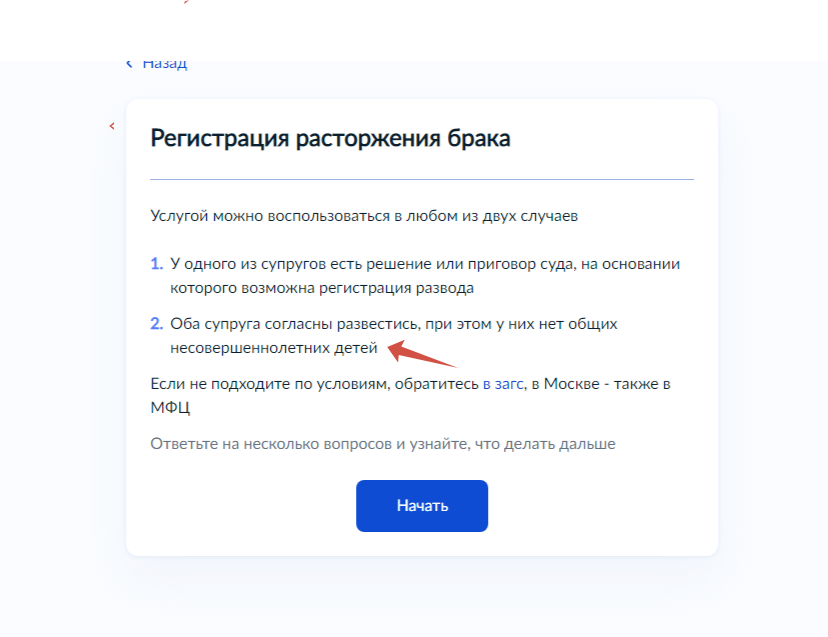 Назад
Регистрация расторжения брака
Услугой можно воспользоваться в любом из двух случаев
1. У одного из супругов есть решение или приговор суда, на основании
которого возможна регистрация развода
2. Оба супруга согласны развестись, при этом у них нет общих
несовершеннолетних детей
Если не подходите по условиям, обратитесь в загс, в Москве - также в
МФЦ
Ответьте на несколько вопросов и узнайте, что делать дальше
Начать